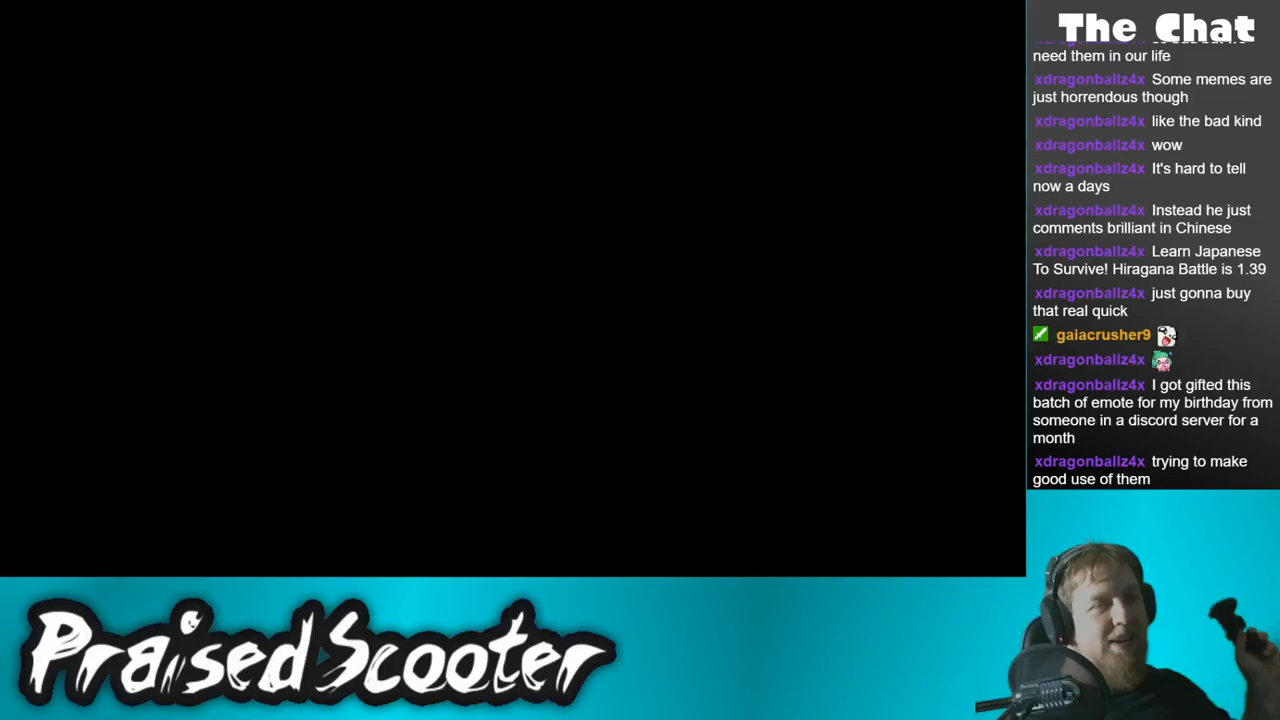 The Chat
need them in our life
xdragonballz4x Some memes are
just horrendous though
xdragonballz4x like the bad kind
xdragonballz4x wow
xdragonballz4x It's hard to tell
now a days
xdragonballz4x Instead he just
comments brilliant in Chinese
xdragonballz4x Learn Japanese
To Survive! Hiragana Battle is 1.39
xdragonballz4x just gonna buy
that real quick
gaiacrusher9
xdragonballz4x
xdragonballz4x I got gifted this
batch of emote for my birthday from
someone in a discord server for a
month
xdragonballz4x trying to make
good use of them
PraisedScooter